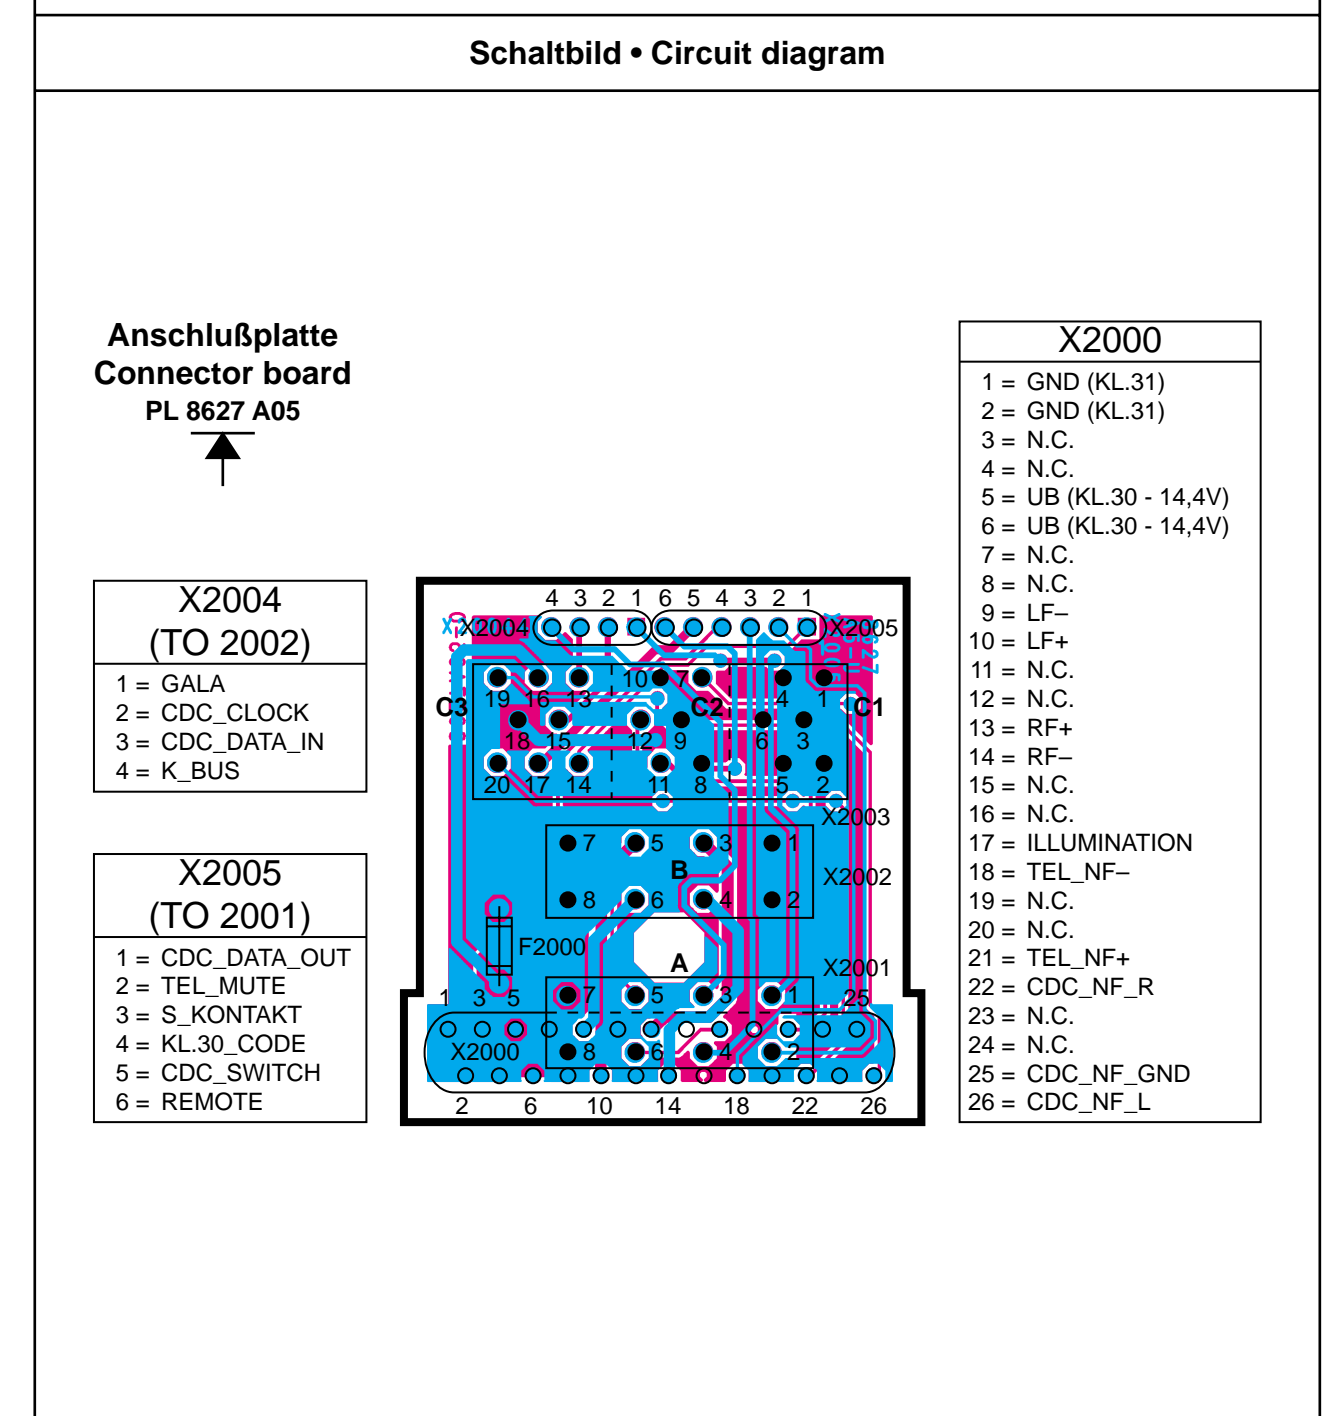 Schaltbild • Circuit diagram
Anschlußplatte
Connector board
PL 8627 A05
X2004
(TO 2002)
1 = GALA
2 = CDC_CLOCK
3 = CDC_DATA_IN
4 = K_BUS
X2005
(TO 2001)
1 = CDC_DATA_OUT
2 = TEL_MUTE
3 = S_KONTAKT
4 = KL.30_CODE
5 = CDC_SWITCH
6 = REMOTE
4 3 2 1 6 5 4 3 2 1
X2004 X2005
10 7 4 1
19 16 13
C3 C2 C1
18 15 12 9 6 3
20 17 14 11 8 5 2
X2003
7 5 3 1
B
X2002
8 6 4 2
F2000
A
X2001
1 3 5 7 5 3 1 25
X2000 8 6 4 2
2 6 10 14 18 22 26
X2000
1 = GND (KL.31)
2 = GND (KL.31)
3 = N.C.
4 = N.C.
5 = UB (KL.30 - 14,4V)
6 = UB (KL.30 - 14,4V)
7 = N.C.
8 = N.C.
9 = LF–
10 = LF+
11 = N.C.
12 = N.C.
13 = RF+
14 = RF–
15 = N.C.
16 = N.C.
17 = ILLUMINATION
18 = TEL_NF–
19 = N.C.
20 = N.C.
21 = TEL_NF+
22 = CDC_NF_R
23 = N.C.
24 = N.C.
25 = CDC_NF_GND
26 = CDC_NF_L